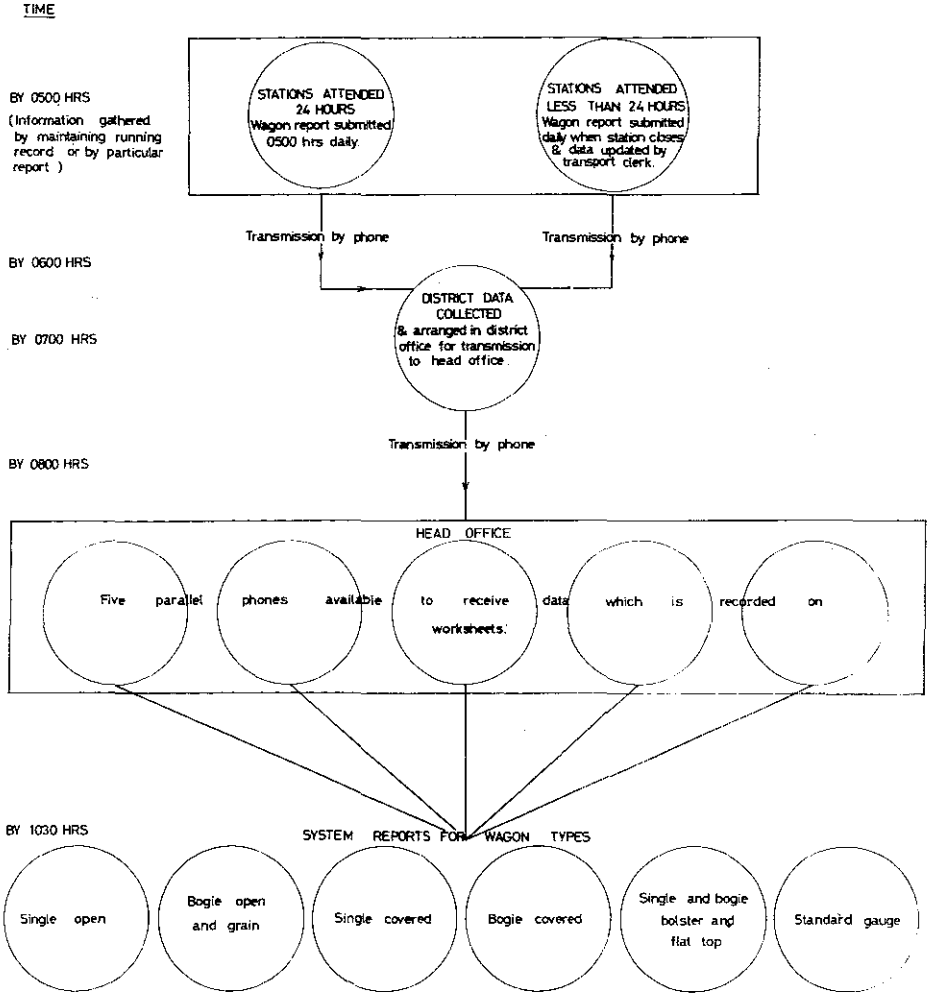 TIME
BY 0500 HRS
(Information gathered
by maintaining running
record or by particular
report )
STATIONS ATTENDED
24 HOURS
Wagon report submitted
0500 hrs daily.
STATIONS ATTENDED
LESS THAN 24 HOURS
Wagon report submitted
daily when station closes
& data updated by
transport clerk.
Transmission by phone
Transmission by phone
BY 0600 HRS
DISTRICT DATA
COLLECTED
& arranged in district
office for transmission
to head office.
BY 0700 HRS
Transmission by phone
BY 0800 HRS
HEAD OFFICE
Five parallel phones available to receive data which is recorded on
worksheets.
BY 1030 HRS
SYSTEM REPORTS FOR WAGON TYPES
Single open
Bogie open
and grain
Single covered
Bogie covered
Single and bogie
bolster and
flat top
Standard gauge